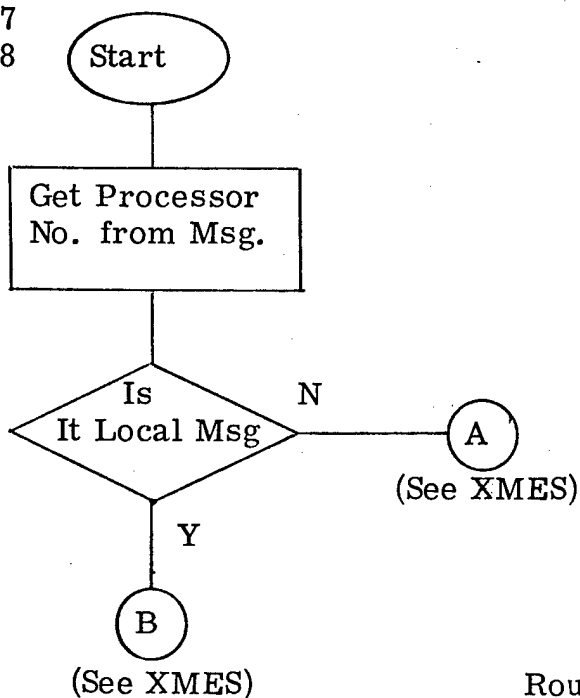 7
8
Start
Get Processor
No. from Msg.
Is
It Local Msg
N
A
(See XMES)
Y
B
(See XMES)
Rou